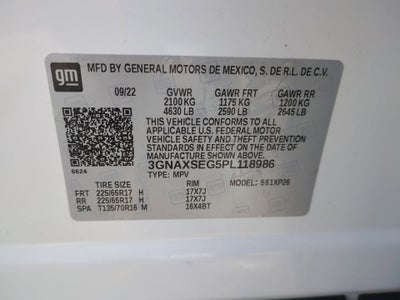 gm
MFD BY GENERAL MOTORS DE MEXICO, S. DE R.L. DE C.V.
09/22 GVWR GAWR FRT GAWR RR
2100 KG 1175 KG 1200 KG
4630 LB 2590 LB 2645 LB
THIS VEHICLE CONFORMS TO ALL
APPLICABLE U.S. FEDERAL MOTOR
VEHICLE SAFETY AND THEFT PREVENTION
STANDARDS IN EFFECT ON THE DATE OF
MANUFACTURE SHOWN ABOVE.
3GNAXSEG5PL118986
8624 TYPE: MPV MODEL: 561XP26
TIRE SIZE RIM
FRT 225/65R17 H 17X7J
RR 225/65R17 H 17X7J
SPA T135/70R16 M 16X4BT